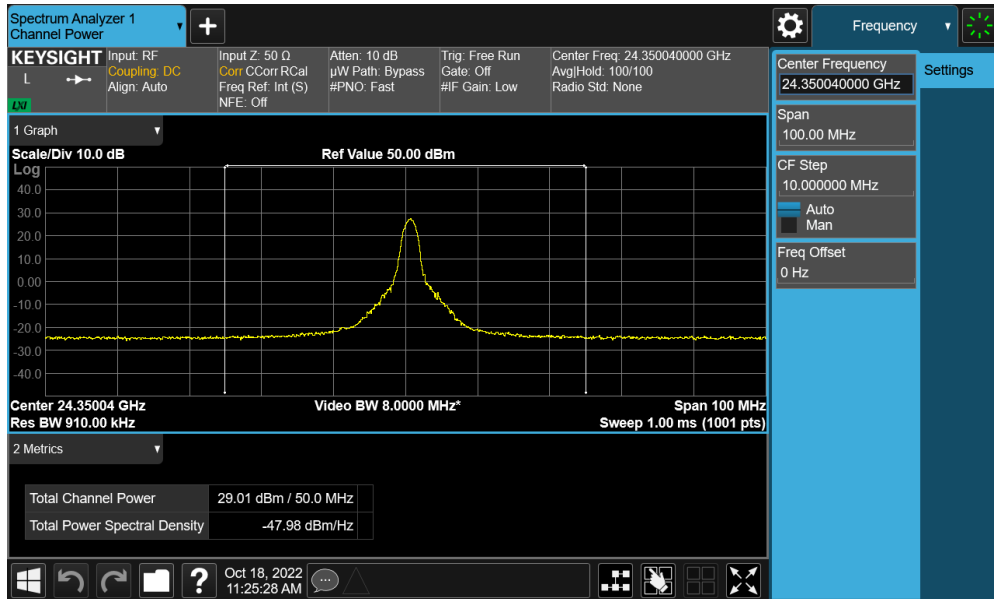 Spectrum Analyzer 1
Channel Power
+
Frequency
KEYSIGHT
L
LXI
Input: RF
Coupling: DC
Align: Auto
Input Z: 50 Ω
Corr CCorr RCal
Freq Ref: Int (S)
NFE: Off
Atten: 10 dB
µW Path: Bypass
#PNO: Fast
Trig: Free Run
Gate: Off
#IF Gain: Low
Center Freq: 24.350040000 GHz
Avg|Hold: 100/100
Radio Std: None
Center Frequency
24.350040000 GHz
Settings
Span
100.00 MHz
CF Step
10.000000 MHz
Auto
Man
Freq Offset
0 Hz
1 Graph
Scale/Div 10.0 dB
Ref Value 50.00 dBm
Log
40.0
30.0
20.0
10.0
0.00
-10.0
-20.0
-30.0
-40.0
Center 24.35004 GHz
Video BW 8.0000 MHz*
Span 100 MHz
Res BW 910.00 kHz
Sweep 1.00 ms (1001 pts)
2 Metrics
Total Channel Power 29.01 dBm / 50.0 MHz
Total Power Spectral Density -47.98 dBm/Hz
?
Oct 18, 2022
11:25:28 AM